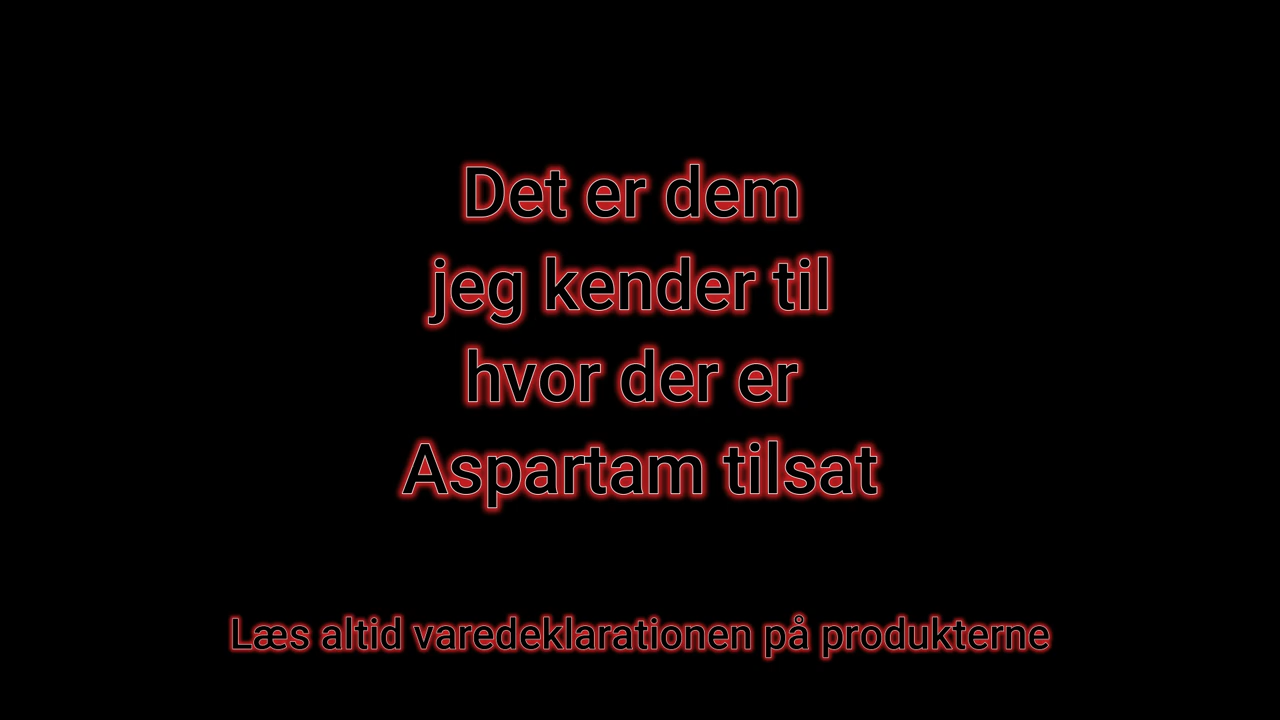 Det er dem
jeg kender til
hvor der er
Aspartam tilsat
Læs altid varedeklarationen på produkterne